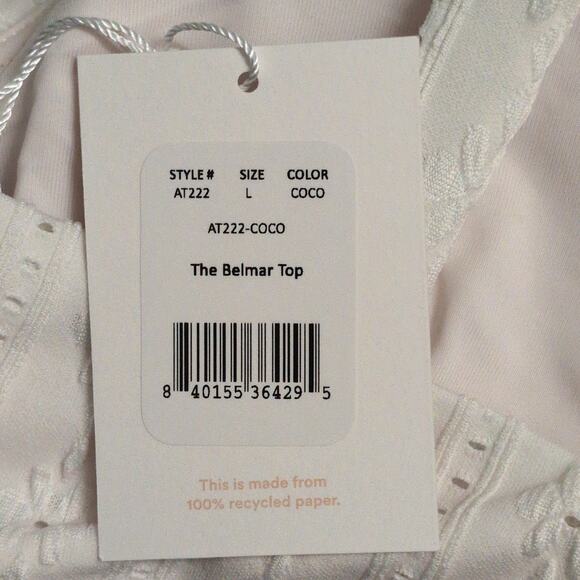 STYLE # SIZE COLOR
AT222 L COCO
AT222-COCO
The Belmar Top
8 40155 36429 5
This is made from
100% recycled paper.